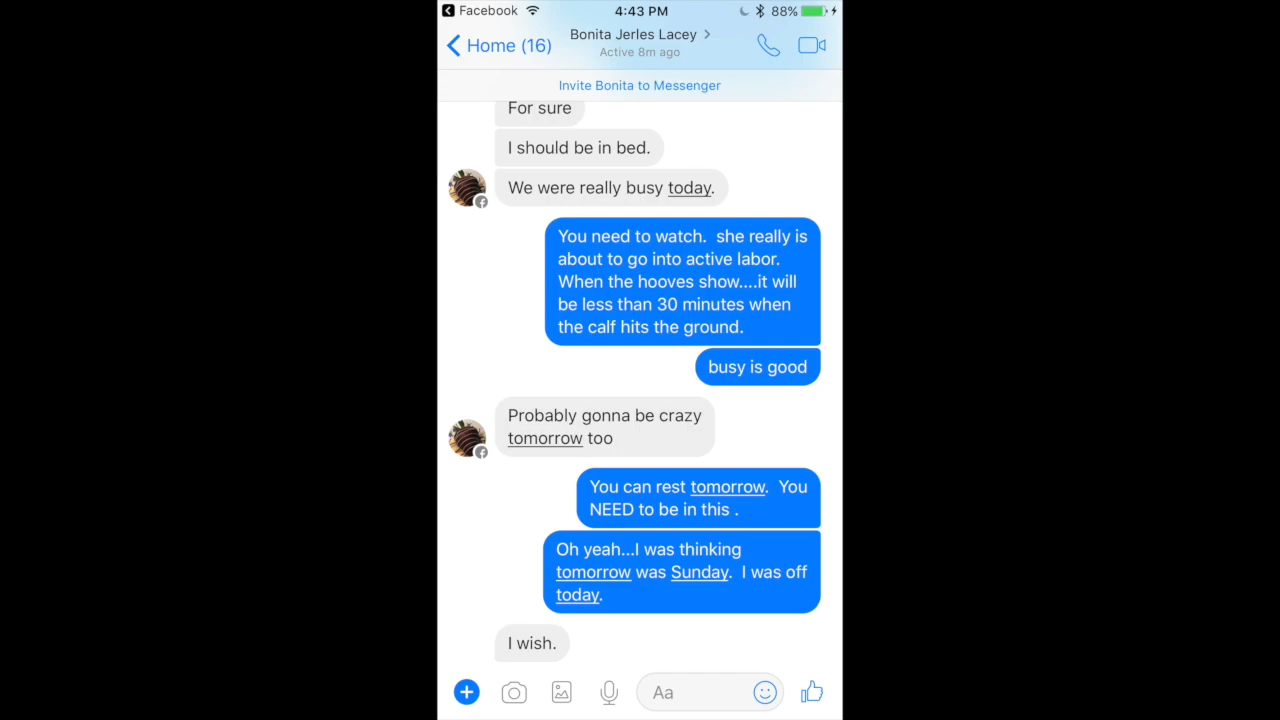 Facebook 4:43 PM 88%
Home (16) Bonita Jerles Lacey
Active 8m ago
Invite Bonita to Messenger
For sure
I should be in bed.
We were really busy today.
You need to watch.  she really is
about to go into active labor.
When the hooves show....it will
be less than 30 minutes when
the calf hits the ground.
busy is good
Probably gonna be crazy
tomorrow too
You can rest tomorrow.  You
NEED to be in this .
Oh yeah...I was thinking
tomorrow was Sunday.  I was off
today.
I wish.
Aa